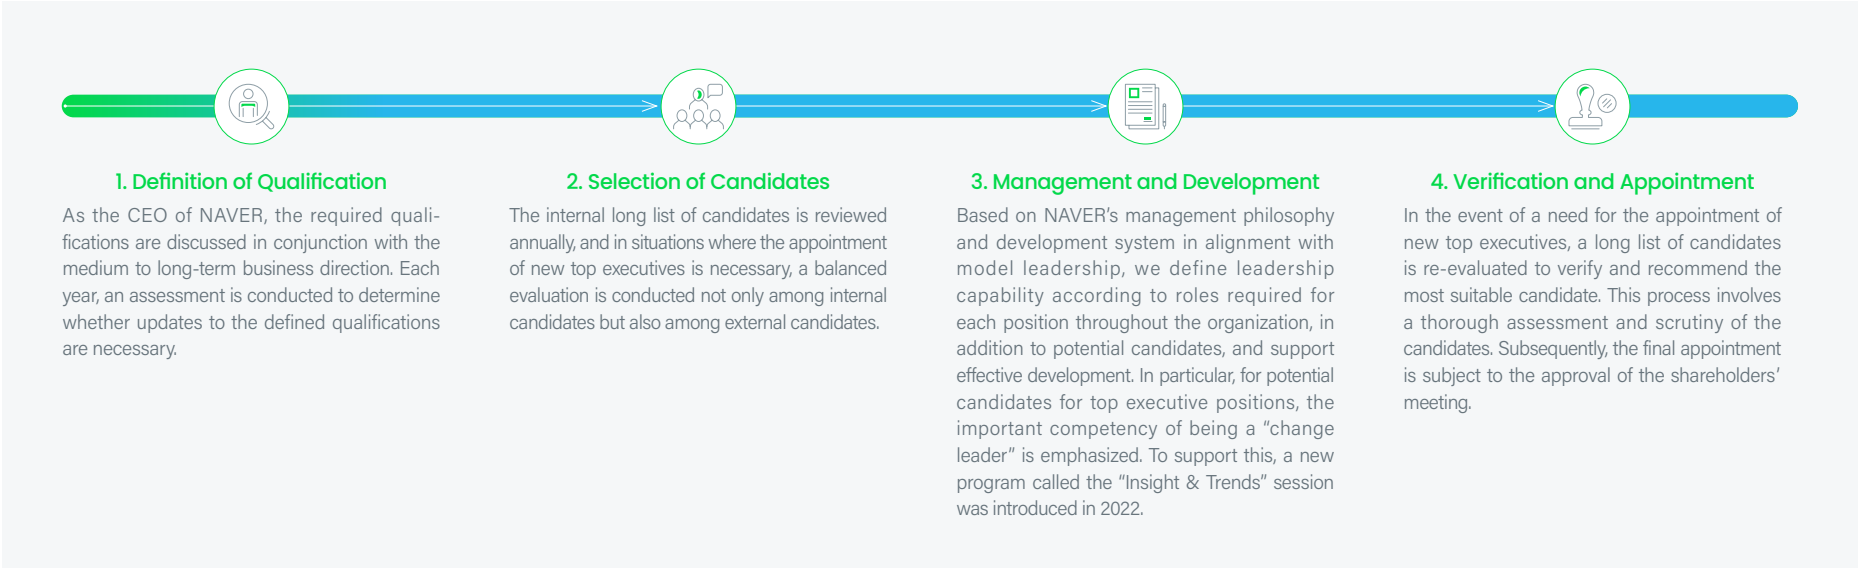 1. Definition of Qualification
As the CEO of NAVER, the required quali-
fications are discussed in conjunction with the
medium to long-term business direction. Each
year, an assessment is conducted to determine
whether updates to the defined qualifications
are necessary.
2. Selection of Candidates
The internal long list of candidates is reviewed
annually, and in situations where the appointment
of new top executives is necessary, a balanced
evaluation is conducted not only among internal
candidates but also among external candidates.
3. Management and Development
Based on NAVER’s management philosophy
and development system in alignment with
model leadership, we define leadership
capability according to roles required for
each position throughout the organization, in
addition to potential candidates, and support
effective development. In particular, for potential
candidates for top executive positions, the
important competency of being a “change
leader” is emphasized. To support this, a new
program called the “Insight & Trends” session
was introduced in 2022.
4. Verification and Appointment
In the event of a need for the appointment of
new top executives, a long list of candidates
is re-evaluated to verify and recommend the
most suitable candidate. This process involves
a thorough assessment and scrutiny of the
candidates. Subsequently, the final appointment
is subject to the approval of the shareholders’
meeting.